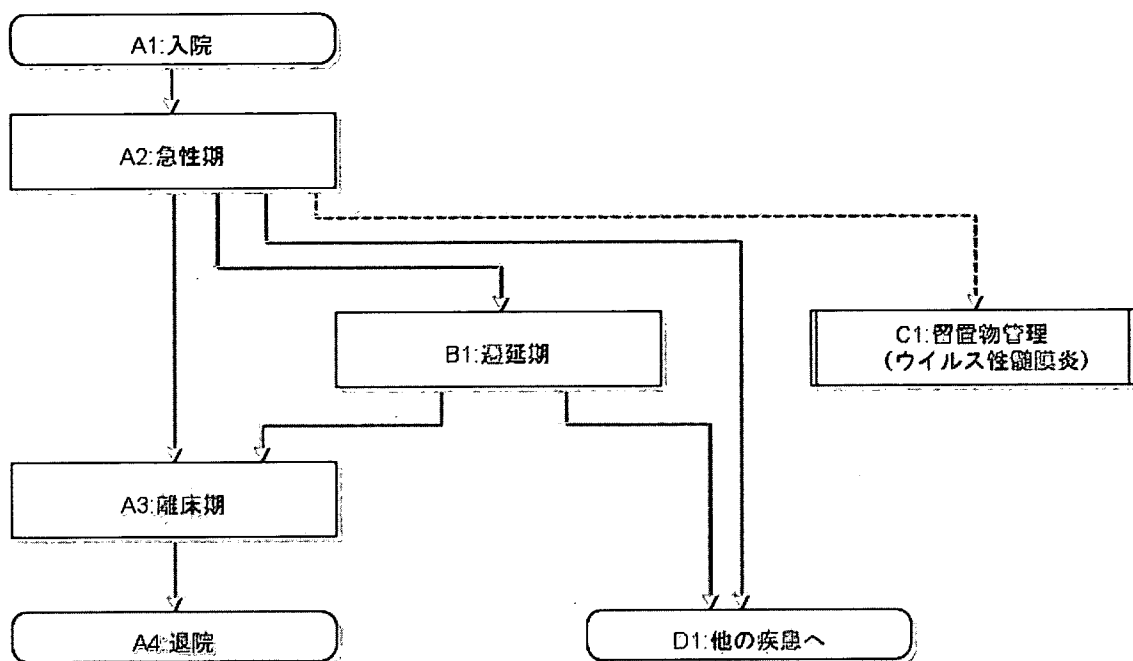 A1:入院
A2:急性期
B1:遷延期
C1:留置物管理
(ウイルス性髄膜炎)
A3:離床期
A4:退院
D1:他の疾患へ